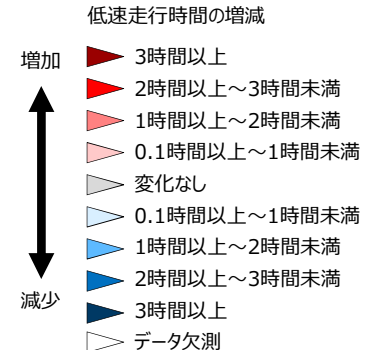 低速走行時間の増減
増加
3時間以上
2時間以上～3時間未満
1時間以上～2時間未満
0.1時間以上～1時間未満
変化なし
0.1時間以上～1時間未満
1時間以上～2時間未満
2時間以上～3時間未満
減少
3時間以上
データ欠測